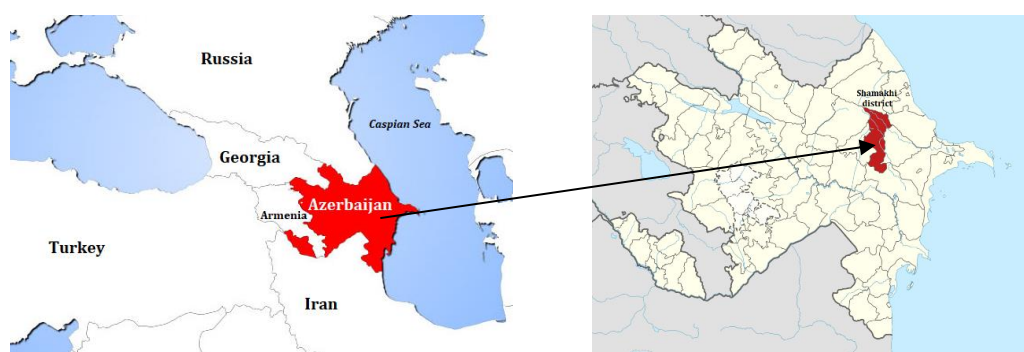 Russia
Caspian Sea
Georgia
Azerbaijan
Armenia
Turkey
Iran
Shamakhi
district